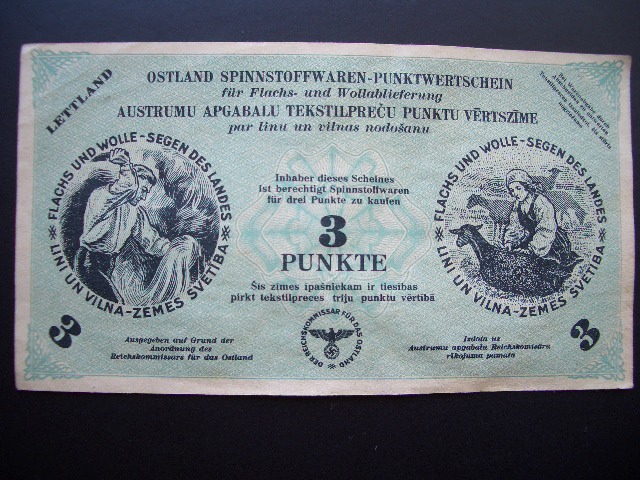 LETTLAND
OSTLAND SPINNSTOFFWAREN-PUNKTWERTSCHEIN
für Flachs- und Wollablieferung
AUSTRUMU APGABALU TEKSTILPREČU PUNKTU VĒRTSZĪME
par linu un vilnas nodošanu
FLACHS UND WOLLE-SEGEN DES LANDES
LINI UN VILNA-ZEMES SVĒTĪBA
Inhaber dieses Scheines
ist berechtigt Spinnstoffwaren
für drei Punkte zu kaufen
3
PUNKTE
Šis zīmes īpašniekam ir tiesības
pirkt tekstilpreces triju punktu vērtībā
FLACHS UND WOLLE-SEGEN DES LANDES
LINI UN VILNA-ZEMES SVĒTĪBA
3
Ausgegeben auf Grund der
Anordnung des
Reichskommissars für das Ostland
DER REICHSKOMMISSAR FÜR DAS OSTLAND
Izdota uz
Austrumu apgabalu Reichskomisāra
rīkojuma pamata
3